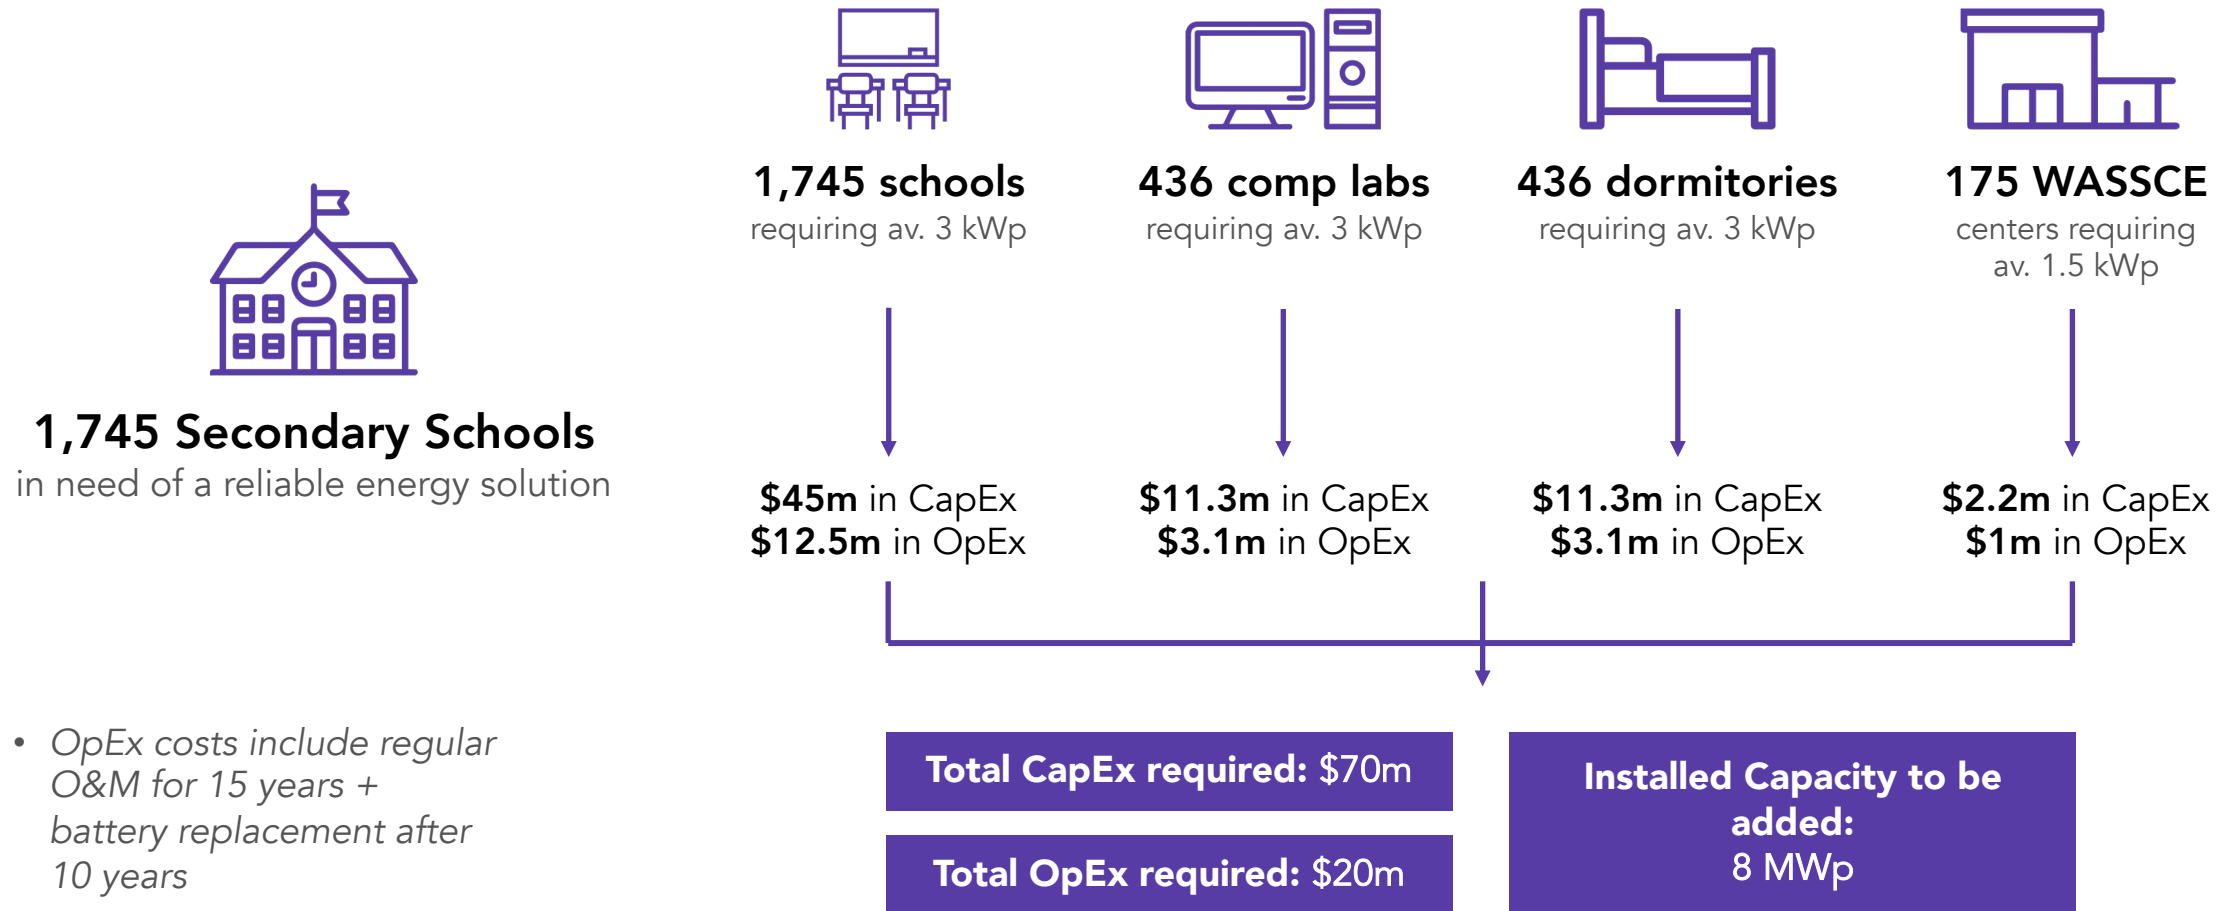 1,745 Secondary Schools
in need of a reliable energy solution
• OpEx costs include regular
O&M for 15 years +
battery replacement after
10 years
1,745 schools
requiring av. 3 kWp
$45m in CapEx
$12.5m in OpEx
436 comp labs
requiring av. 3 kWp
$11.3m in CapEx
$3.1m in OpEx
436 dormitories
requiring av. 3 kWp
$11.3m in CapEx
$3.1m in OpEx
175 WASSCE
centers requiring
av. 1.5 kWp
$2.2m in CapEx
$1m in OpEx
Total CapEx required: $70m
Total OpEx required: $20m
Installed Capacity to be
added:
8 MWp